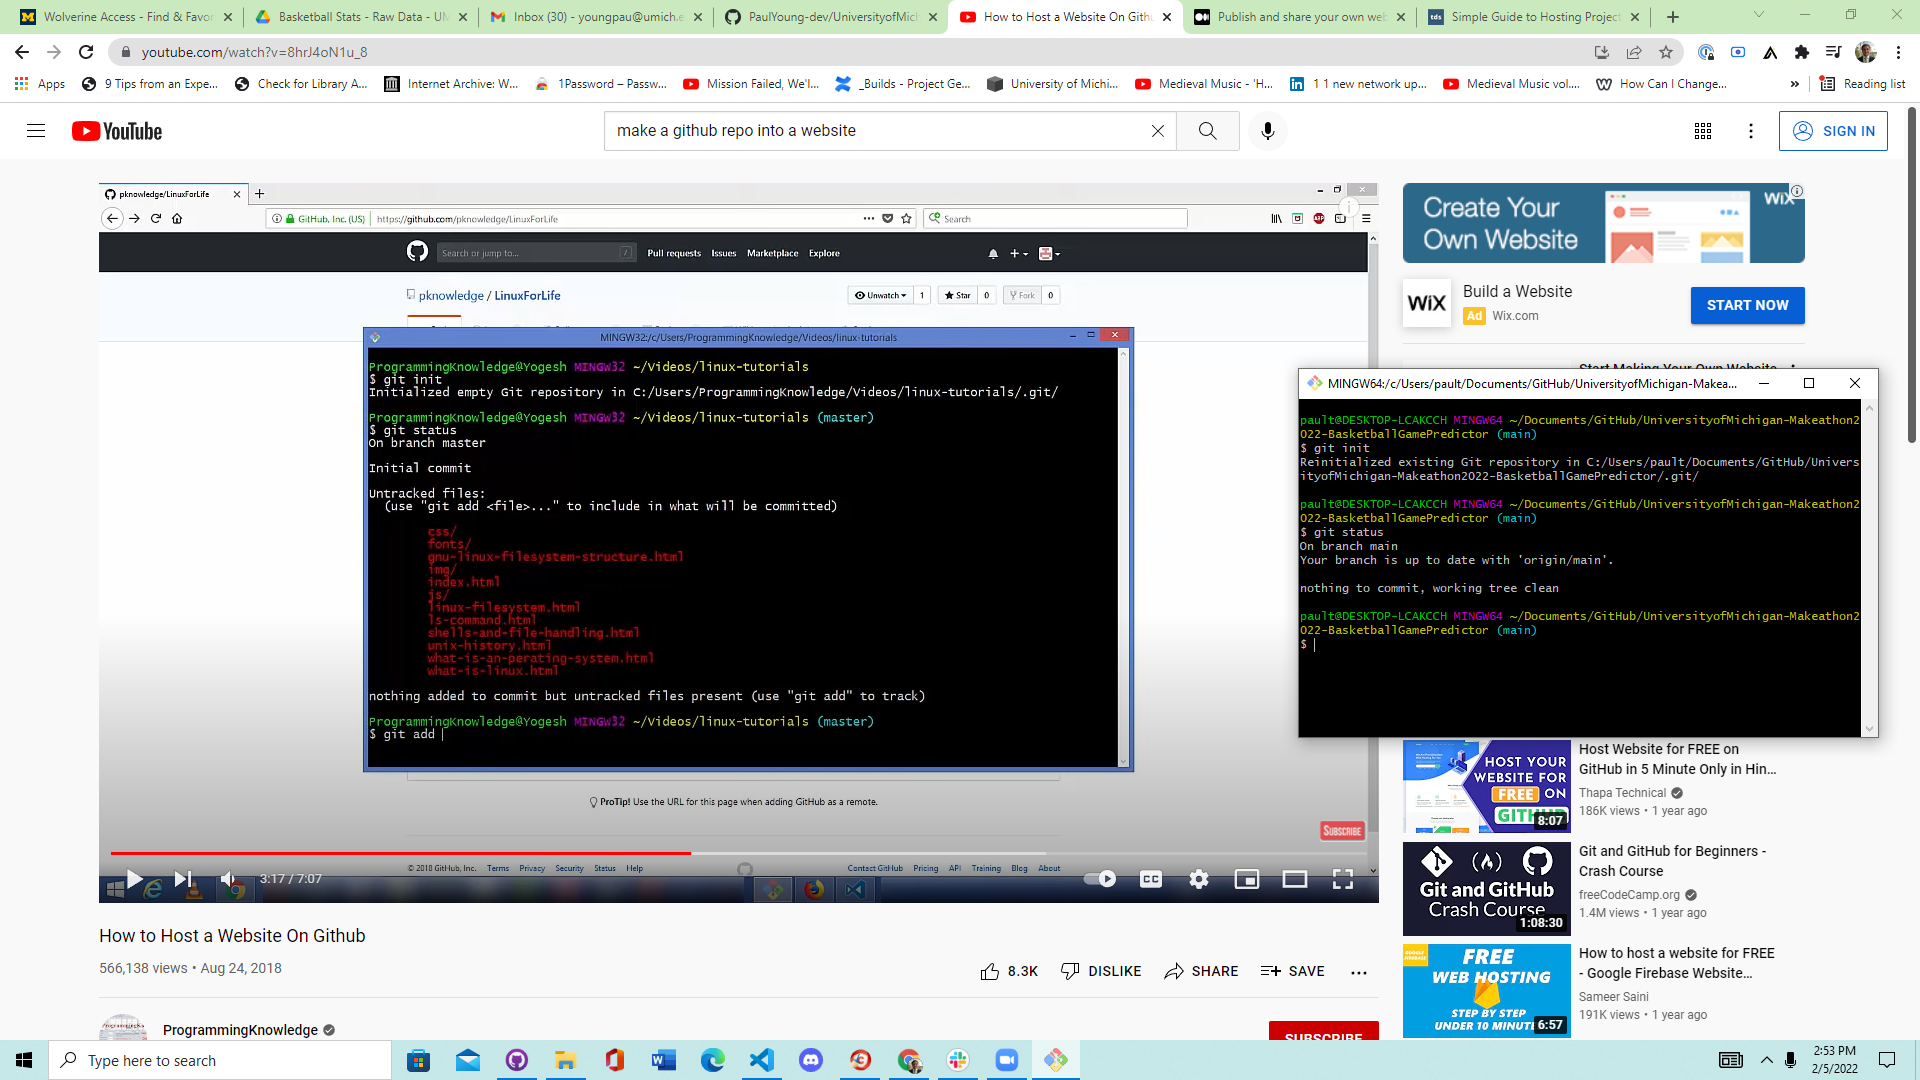 Wolverine Access - Find & Favor
Basketball Stats - Raw Data - UM
Inbox (30) - youngpau@umich.e
PaulYoung-dev/UniversityofMich
How to Host a Website On Gith
Publish and share your own web
Simple Guide to Hosting Project
youtube.com/watch?v=8hrJ4oN1u_8
Apps
9 Tips from an Expe...
Check for Library A...
Internet Archive: W...
1Password – Passw...
Mission Failed, We'l...
_Builds - Project Ge...
University of Michi...
Medieval Music - 'H...
1 1 new network up...
Medieval Music vol....
How Can I Change...
»
Reading list
YouTube
make a github repo into a website
SIGN IN
pknowledge/LinuxForLife
GitHub, Inc. (US)
https://github.com/pknowledge/LinuxForLife
Search
Search or jump to...
Pull requests
Issues
Marketplace
Explore
pknowledge / LinuxForLife
Unwatch
1
Star
0
Fork
0
MINGW32:/c/Users/ProgrammingKnowledge/Videos/linux-tutorials
ProgrammingKnowledge@Yogesh MINGW32 ~/Videos/linux-tutorials
$ git init
Initialized empty Git repository in C:/Users/ProgrammingKnowledge/Videos/linux-tutorials/.git/
ProgrammingKnowledge@Yogesh MINGW32 ~/Videos/linux-tutorials (master)
$ git status
On branch master
Initial commit
Untracked files:
(use "git add <file>..." to include in what will be committed)
css/
fonts/
gnu-linux-filesystem-structure.html
img/
index.html
js/
linux-filesystem.html
ls-command.html
shells-and-file-handling.html
unix-history.html
what-is-an-perating-system.html
what-is-linux.html
nothing added to commit but untracked files present (use "git add" to track)
ProgrammingKnowledge@Yogesh MINGW32 ~/Videos/linux-tutorials (master)
$ git add
ProTip! Use the URL for this page when adding GitHub as a remote.
SUBSCRIBE
© 2018 GitHub, Inc.
Terms
Privacy
Security
Status
Help
Contact GitHub
Pricing
API
Training
Blog
About
3:17 / 7:07
CC
How to Host a Website On Github
566,138 views • Aug 24, 2018
8.3K
DISLIKE
SHARE
SAVE
ProgrammingKnowledge
SUBSCRIBE
Create Your
Own Website
WiX
WiX
Build a Website
Ad Wix.com
START NOW
Start Making Your Own Website
MINGW64:/c/Users/pault/Documents/GitHub/UniversityofMichigan-Makea...
pault@DESKTOP-LCAKCCH MINGW64 ~/Documents/GitHub/UniversityofMichigan-Makeathon2
022-BasketballGamePredictor (main)
$ git init
Reinitialized existing Git repository in C:/Users/pault/Documents/GitHub/Univers
ityofMichigan-Makeathon2022-BasketballGamePredictor/.git/
pault@DESKTOP-LCAKCCH MINGW64 ~/Documents/GitHub/UniversityofMichigan-Makeathon2
022-BasketballGamePredictor (main)
$ git status
On branch main
Your branch is up to date with 'origin/main'.
nothing to commit, working tree clean
pault@DESKTOP-LCAKCCH MINGW64 ~/Documents/GitHub/UniversityofMichigan-Makeathon2
022-BasketballGamePredictor (main)
$
HOST YOUR
WEBSITE FOR
FREE ON
GITHUB
8:07
Host Website for FREE on
GitHub in 5 Minute Only in Hin...
Thapa Technical
186K views • 1 year ago
Git and GitHub
Crash Course
1:08:30
Git and GitHub for Beginners -
Crash Course
freeCodeCamp.org
1.4M views • 1 year ago
FREE
WEB HOSTING
STEP BY STEP
UNDER 10 MINUTE
6:57
How to host a website for FREE
- Google Firebase Website...
Sameer Saini
191K views • 1 year ago
Type here to search
2:53 PM
2/5/2022